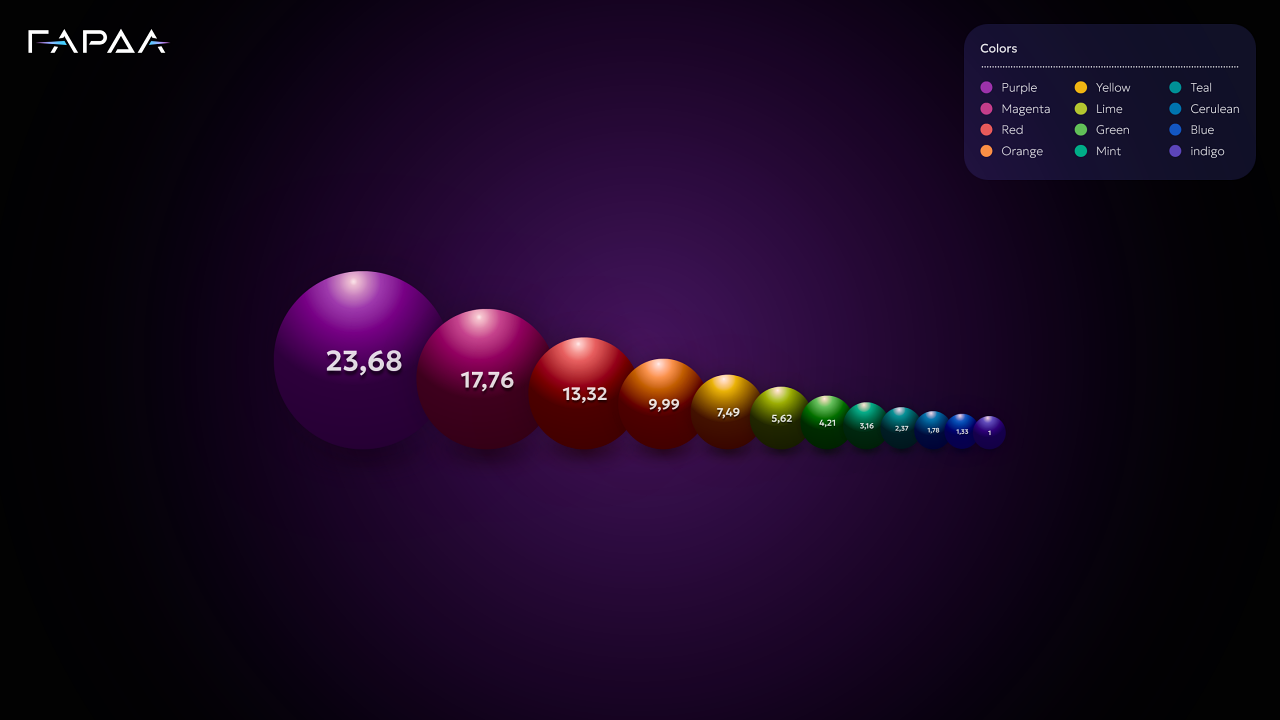 ГАРДА
Colors
Purple
Magenta
Red
Orange
Yellow
Lime
Green
Mint
Teal
Cerulean
Blue
indigo
23,68
17,76
13,32
9,99
7,49
5,62
4,21
3,16
2,37
1,78
1,33
1